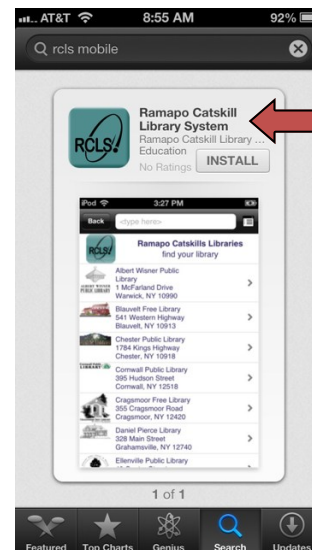 AT&T 8:55 AM 92%
rcls mobile
Ramapo Catskill
Library System
Ramapo Catskill Library ...
Education
No Ratings INSTALL
RCLS!
iPod 3:27 PM
Back <type here>
RCLS!
Ramapo Catskills Libraries
find your library
Albert Wisner Public
Library
1 McFarland Drive
Warwick, NY 10990
ALBERT WISNER
PUBLIC LIBRARY
Blauvelt Free Library
541 Western Highway
Blauvelt, NY 10913
Chester Public Library
1784 Kings Highway
Chester, NY 10918
Cornwall Public Library
395 Hudson Street
Cornwall, NY 12518
Cragsmoor Free Library
355 Cragsmoor Road
Cragsmoor, NY 12420
Daniel Pierce Library
328 Main Street
Grahamsville, NY 12740
Ellenville Public Library
1 of 1
Featured Top Charts Genius Search Updates